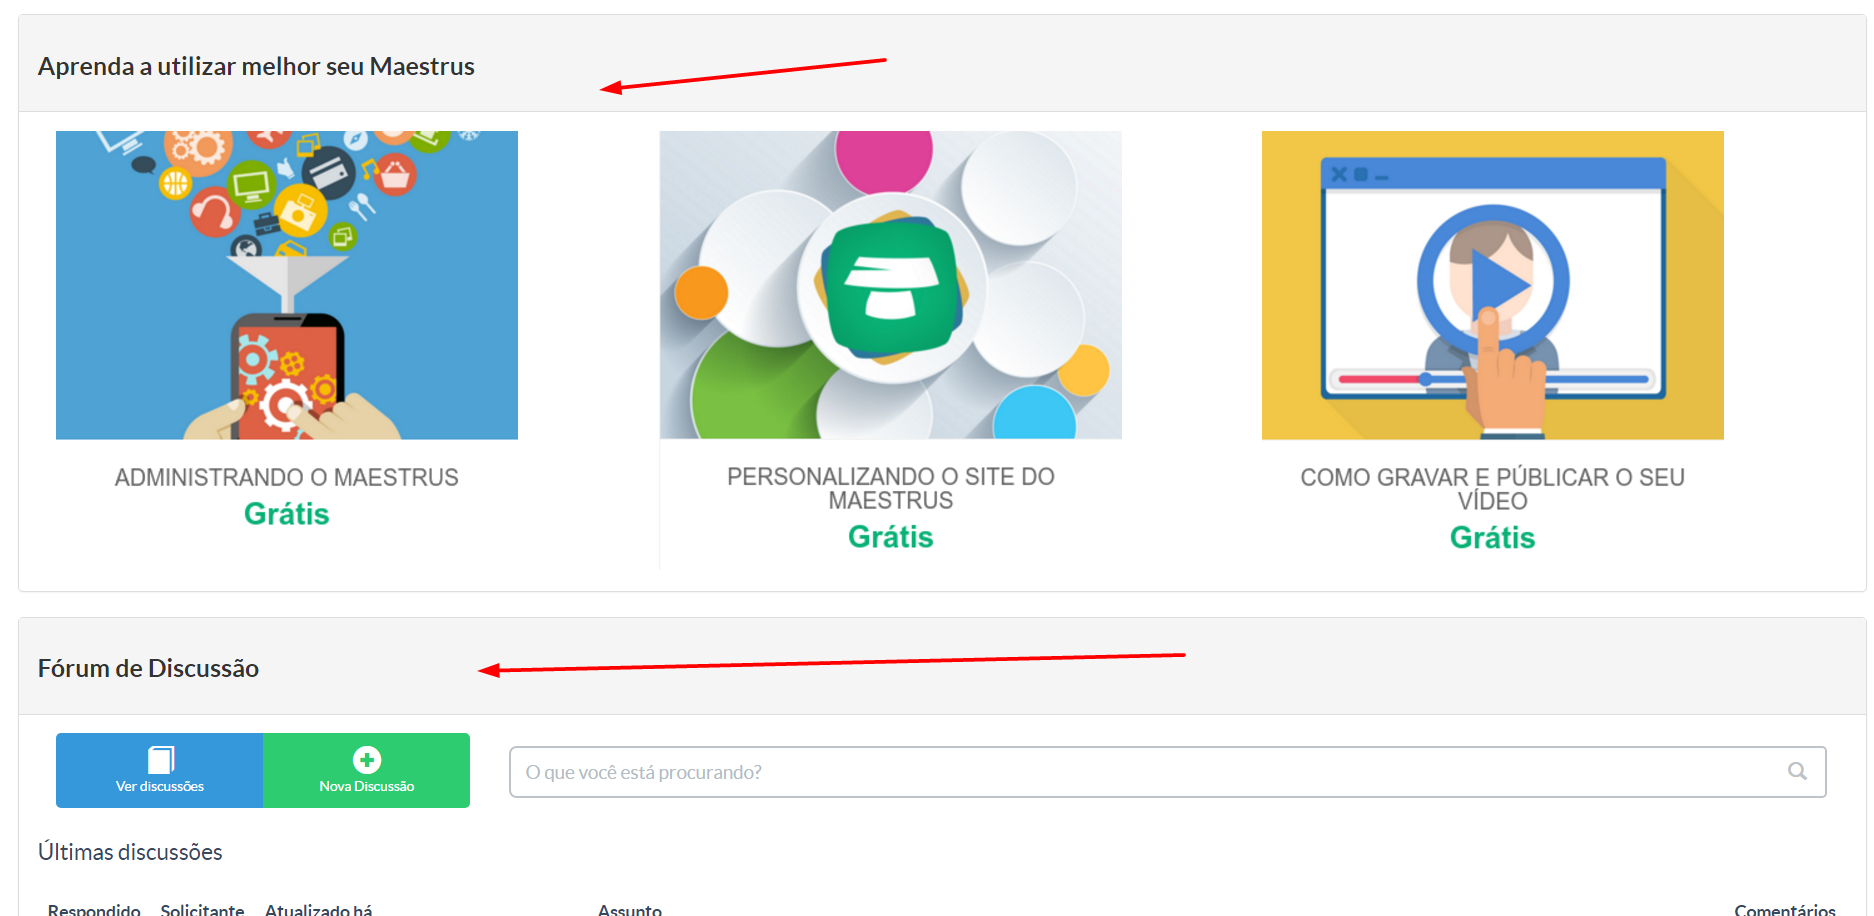 Aprenda a utilizar melhor seu Maestrus
ADMINISTRANDO O MAESTRUS
Grátis
PERSONALIZANDO O SITE DO
MAESTRUS
Grátis
COMO GRAVAR E PÚBLICAR O SEU
VÍDEO
Grátis
Fórum de Discussão
Ver discussões
Nova Discussão
O que você está procurando?
Últimas discussões
Respondido Solicitante Atualizado há Assunto Comentários